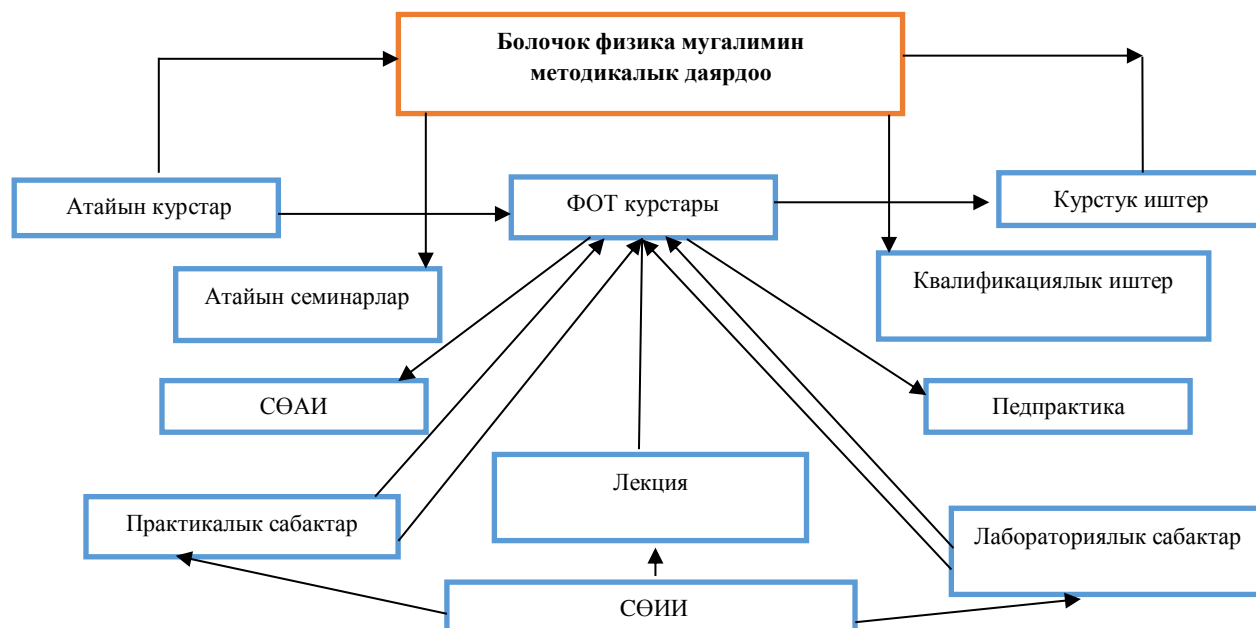 Болочок физика мугалимин
методикалык даярдоо
Атайын курстар
ФОТ курстары
Курстук иштер
Атайын семинарлар
Квалификациялык иштер
СӨАИ
Педпрактика
Лекция
Практикалык сабактар
Лабораториялык сабактар
СӨИИ